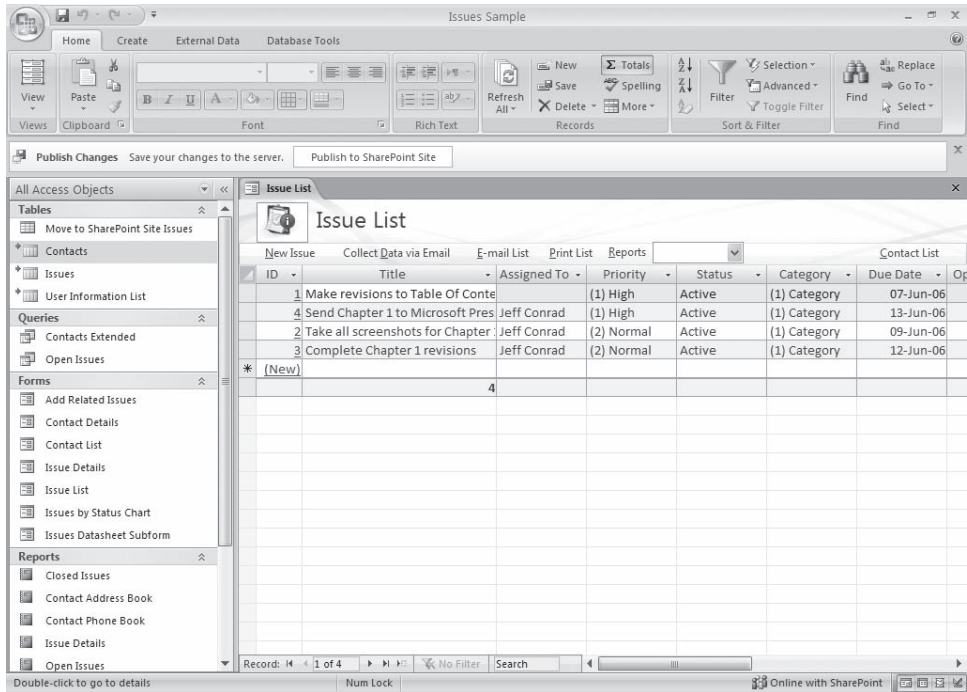 Issues Sample
Home Create External Data Database Tools
View
Paste
B I U A ab
Refresh All
New
Save
Delete
Σ Totals
Spelling
More
A Z
Z A
Filter
Selection
Advanced
Toggle Filter
Find
Replace
Go To
Select
Views Clipboard Font Rich Text Records Sort & Filter Find
Publish Changes Save your changes to the server. Publish to SharePoint Site
All Access Objects
Tables
Move to SharePoint Site Issues
Contacts
Issues
User Information List
Queries
Contacts Extended
Open Issues
Forms
Add Related Issues
Contact Details
Contact List
Issue Details
Issue List
Issues by Status Chart
Issues Datasheet Subform
Reports
Closed Issues
Contact Address Book
Contact Phone Book
Issue Details
Open Issues
Issue List
Issue List
New Issue Collect Data via Email E-mail List Print List Reports Contact List
ID Title Assigned To Priority Status Category Due Date Op
1 Make revisions to Table Of Conte (1) High Active (1) Category 07-Jun-06
4 Send Chapter 1 to Microsoft Pres Jeff Conrad (1) High Active (1) Category 13-Jun-06
2 Take all screenshots for Chapter Jeff Conrad (2) Normal Active (1) Category 09-Jun-06
3 Complete Chapter 1 revisions Jeff Conrad (2) Normal Active (1) Category 12-Jun-06
* (New)
4
Record: 1 of 4 No Filter Search
Double-click to go to details Num Lock Online with SharePoint